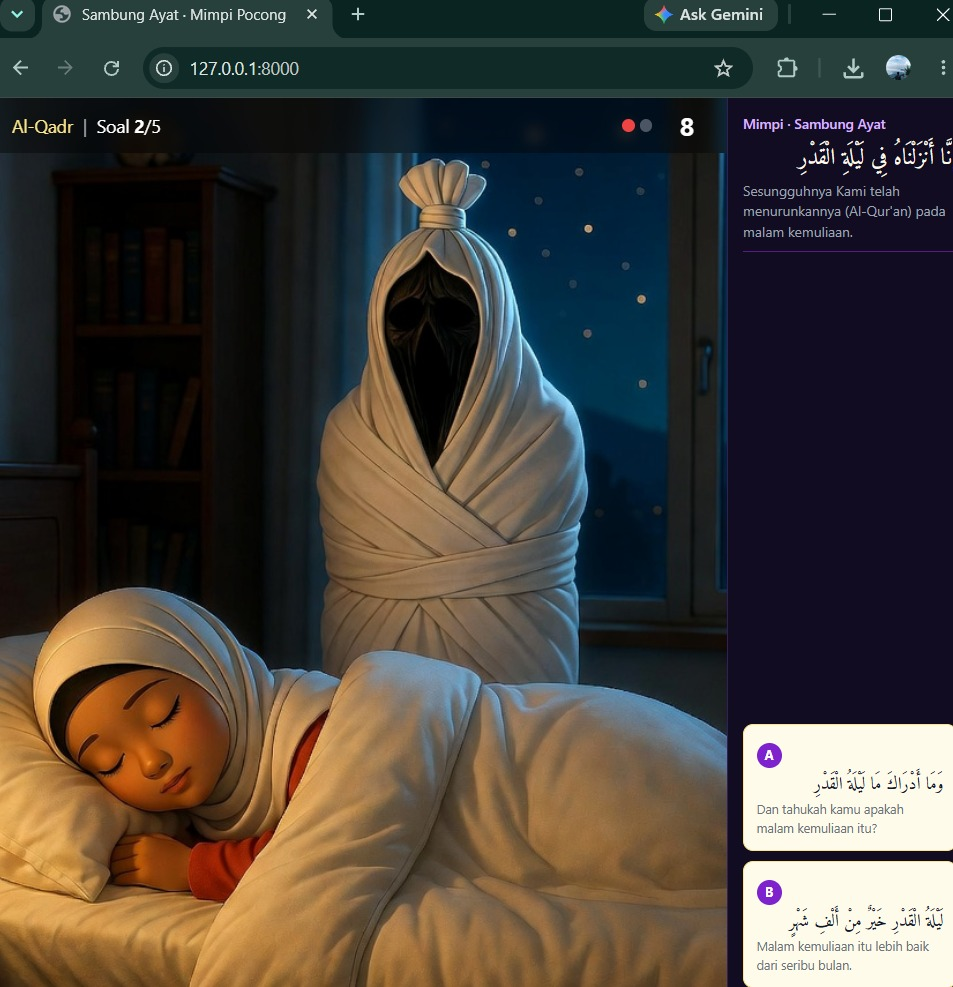 Sambung Ayat · Mimpi Pocong
Ask Gemini
127.0.0.1:8000
Al-Qadr | Soal 2/5
8
Mimpi · Sambung Ayat
نَّا أَنْزَلْنَاهُ فِي لَيْلَةِ الْقَدْرِ
Sesungguhnya Kami telah
menurunkannya (Al-Qur'an) pada
malam kemuliaan.
A
وَمَا أَدْرَاكَ مَا لَيْلَةُ الْقَدْرِ
Dan tahukah kamu apakah
malam kemuliaan itu?
B
لَيْلَةُ الْقَدْرِ خَيْرٌ مِنْ أَلْفِ شَهْرٍ
Malam kemuliaan itu lebih baik
dari seribu bulan.